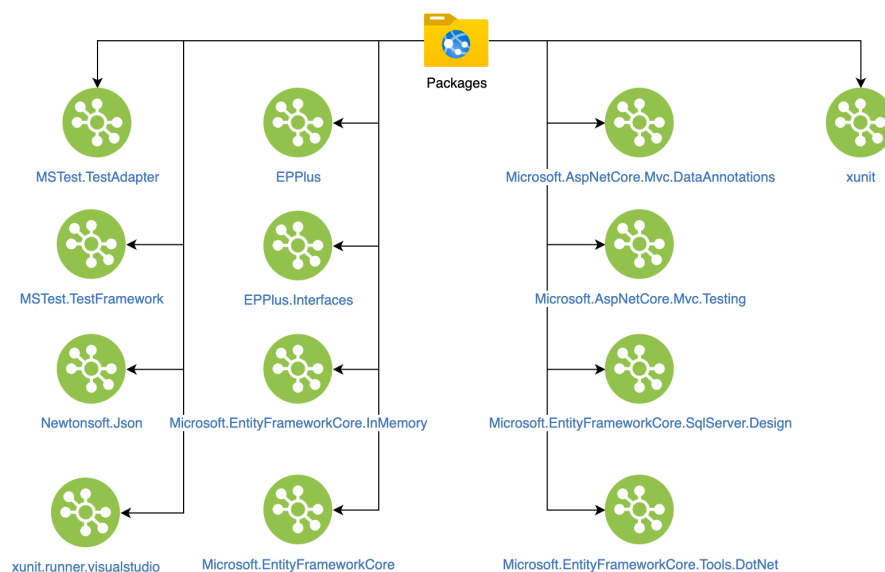 Packages
MSTest.TestAdapter
EPPlus
Microsoft.AspNetCore.Mvc.DataAnnotations
xunit
MSTest.TestFramework
EPPlus.Interfaces
Microsoft.AspNetCore.Mvc.Testing
Newtonsoft.Json
Microsoft.EntityFrameworkCore.InMemory
Microsoft.EntityFrameworkCore.SqlServer.Design
xunit.runner.visualstudio
Microsoft.EntityFrameworkCore
Microsoft.EntityFrameworkCore.Tools.DotNet